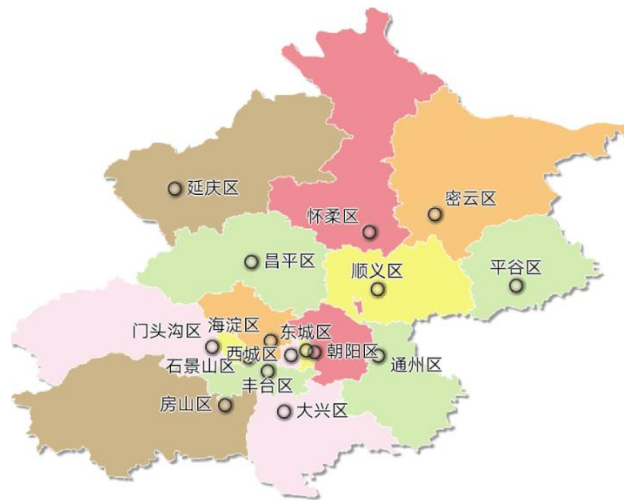 延庆区
怀柔区
密云区
昌平区
顺义区
平谷区
门头沟区
海淀区
东城区
石景山区
西城区
朝阳区
通州区
丰台区
房山区
大兴区